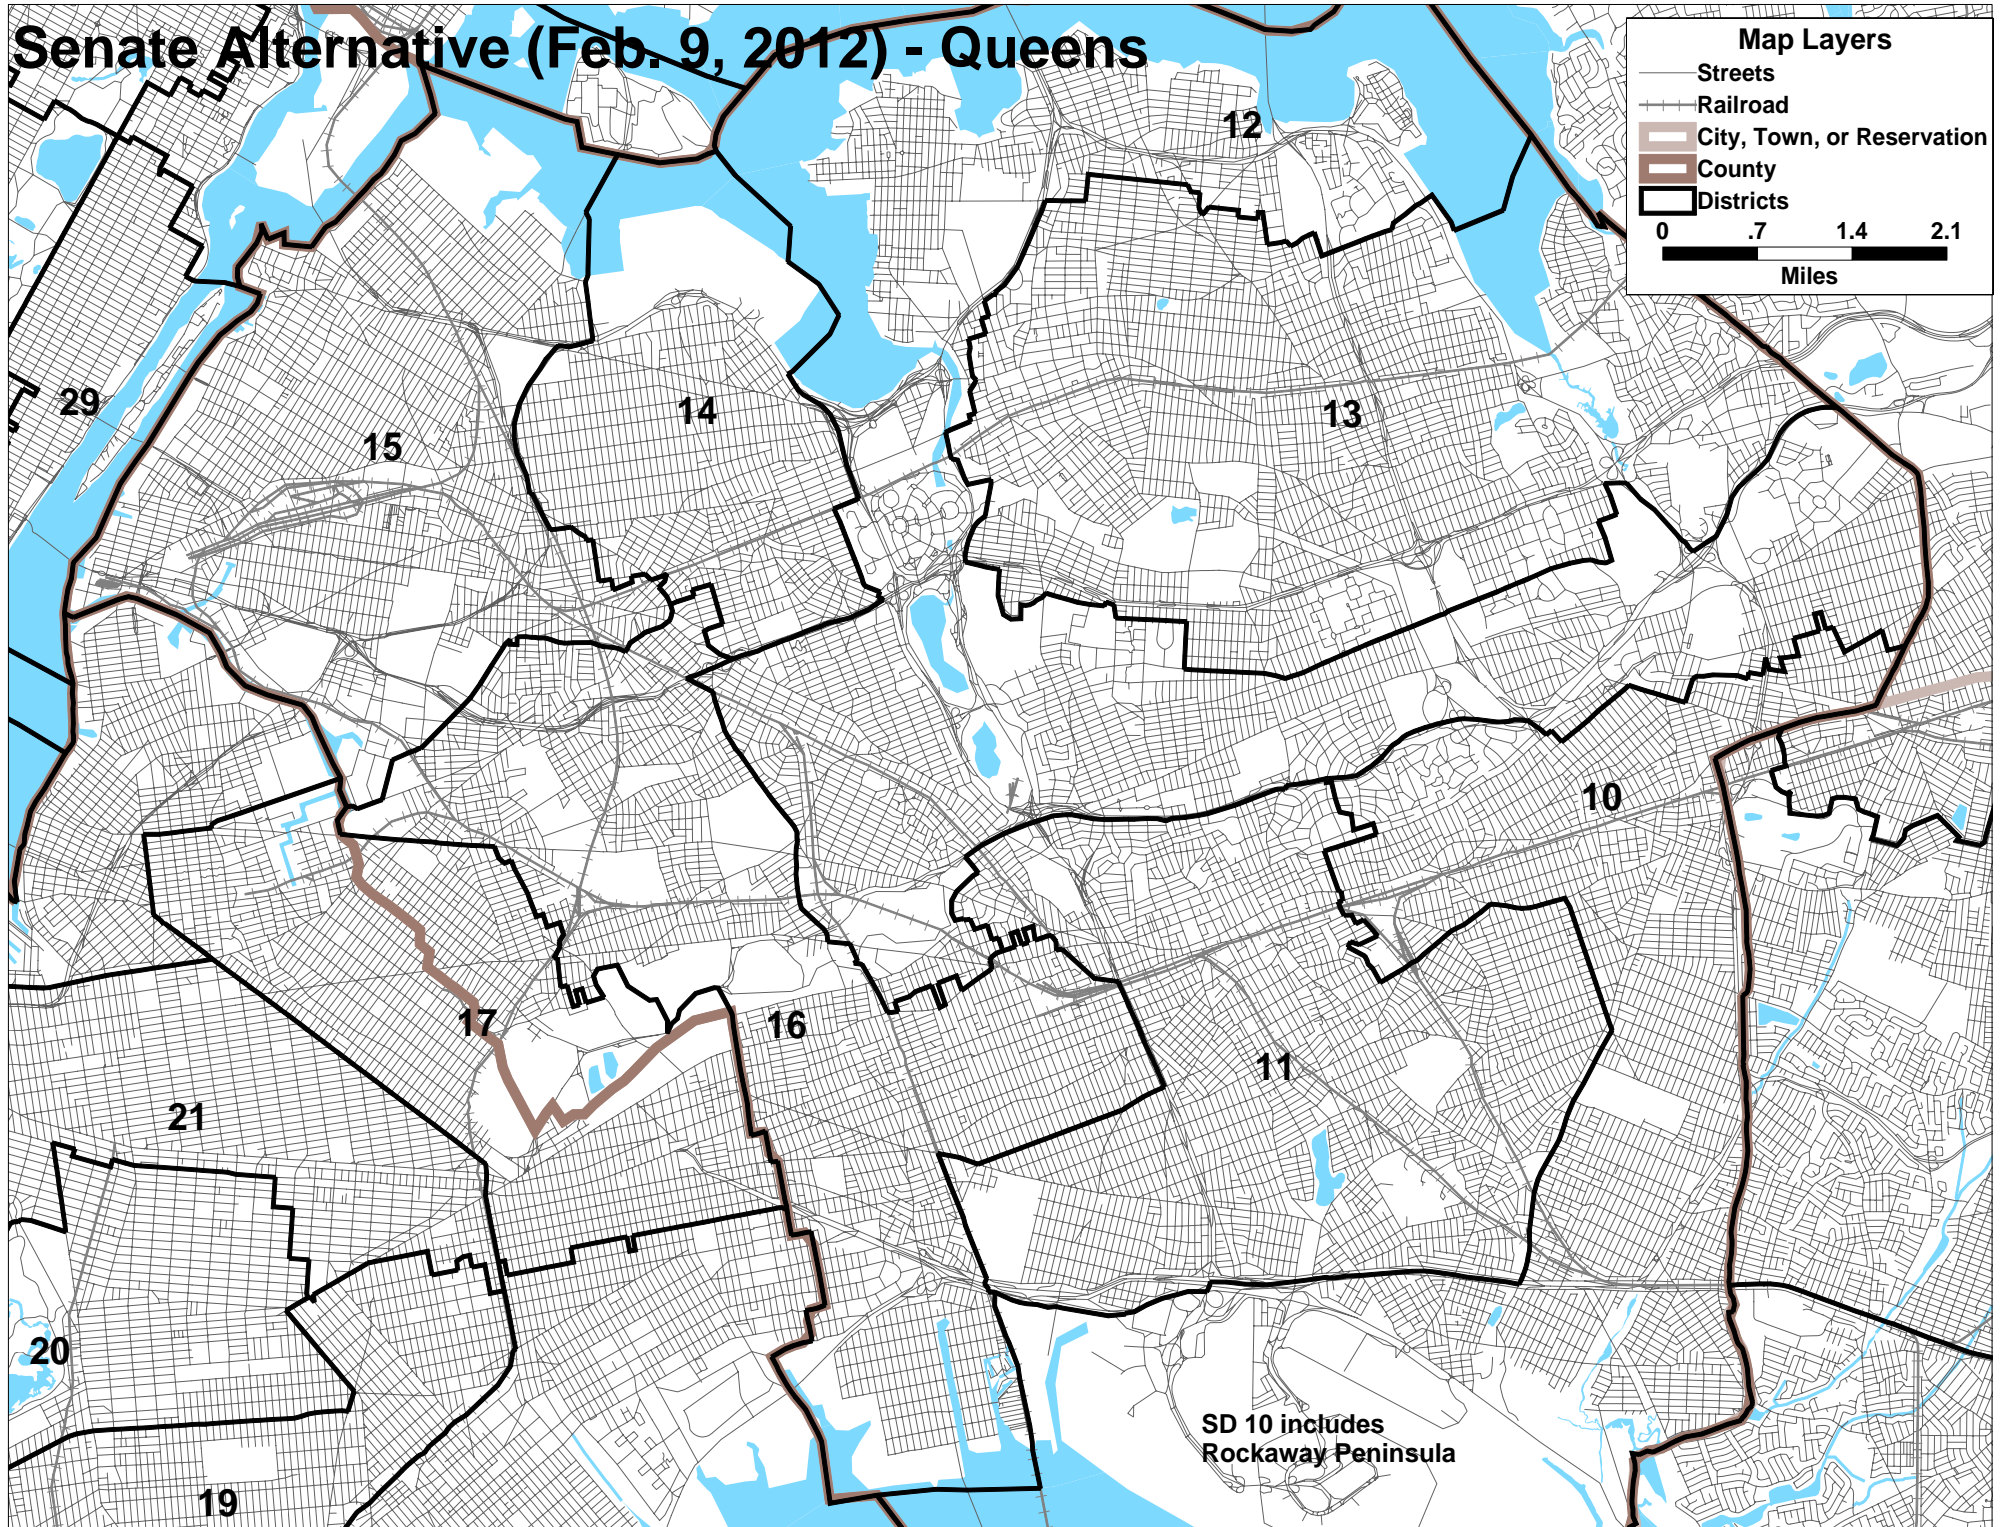 Senate Alternative (Feb. 9, 2012) - Queens
Map Layers
Streets
Railroad
City, Town, or Reservation
County
Districts
0 .7 1.4 2.1
Miles
12
29
15
14
13
10
17
16
11
21
20
19
SD 10 includes
Rockaway Peninsula